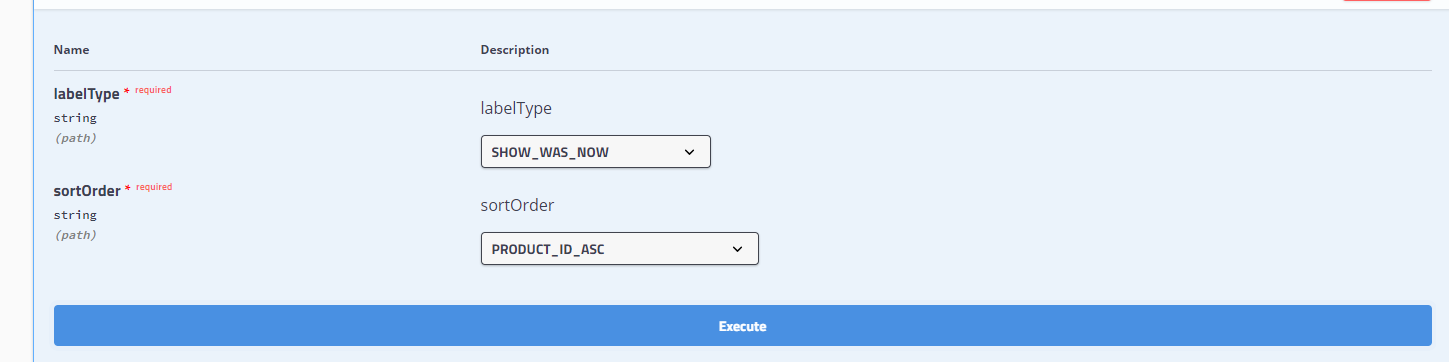 Name Description
labelType * required
string
(path)
labelType
SHOW_WAS_NOW
sortOrder * required
string
(path)
sortOrder
PRODUCT_ID_ASC
Execute